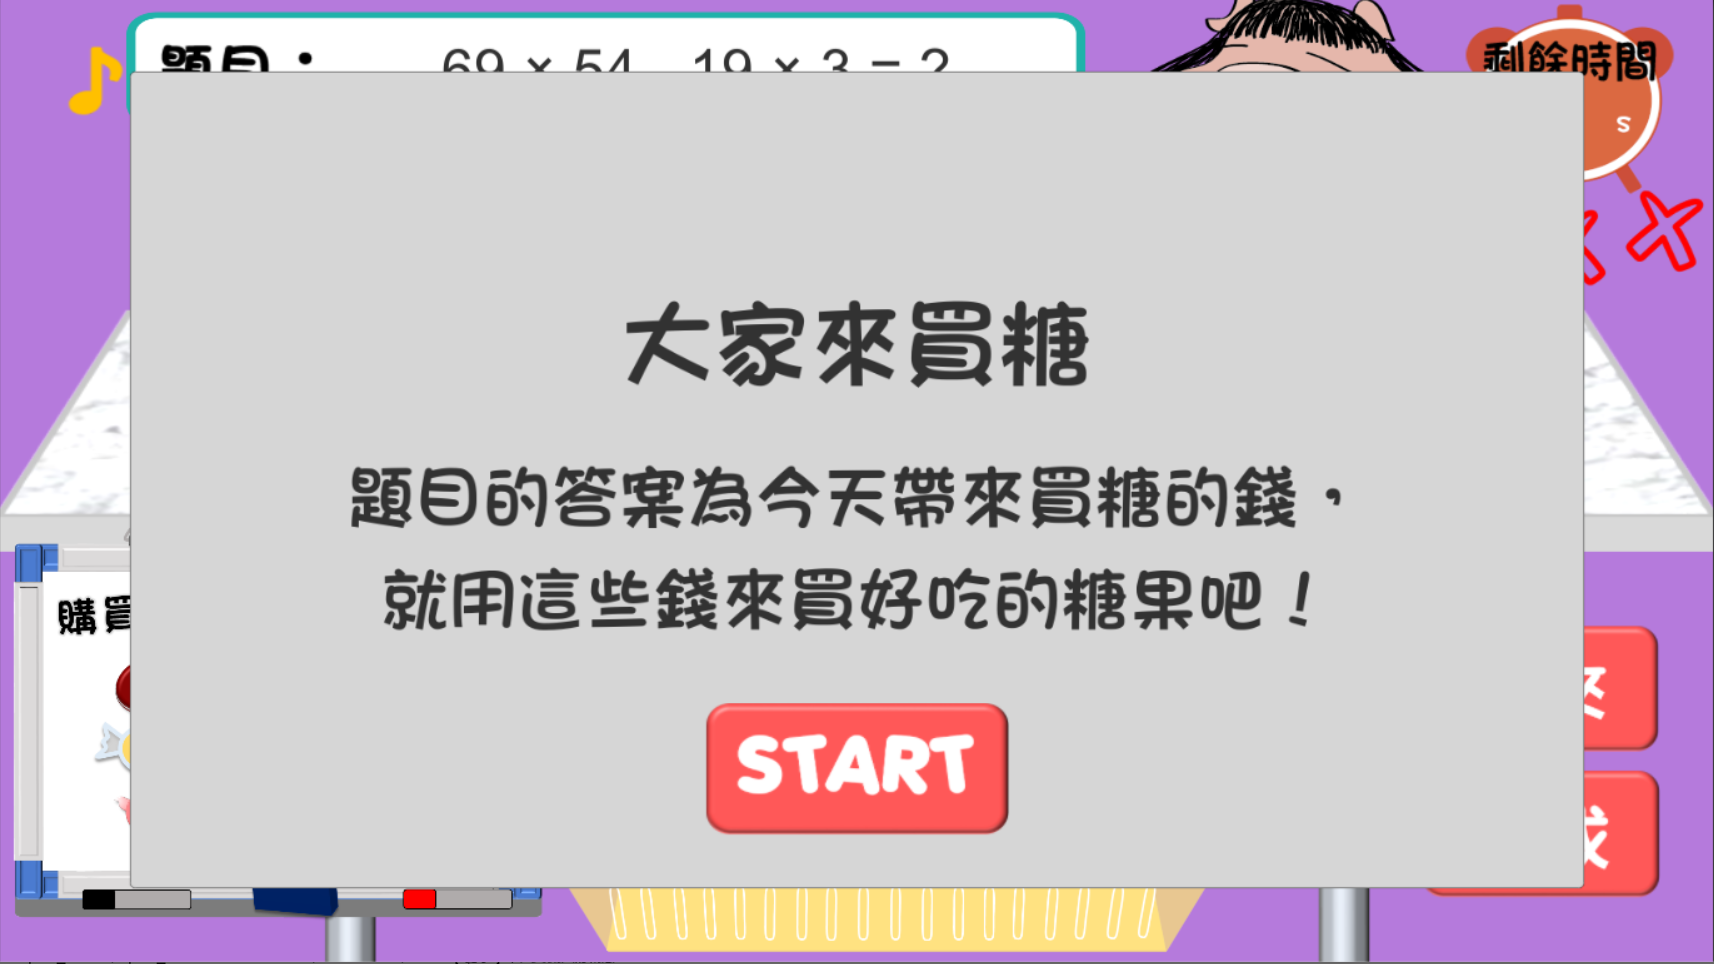 題目： 69 × 54 19 × 3 = ?
剩餘時間
s
大家來買糖
題目的答案為今天帶來買糖的錢，
就用這些錢來買好吃的糖果吧！
購買
START